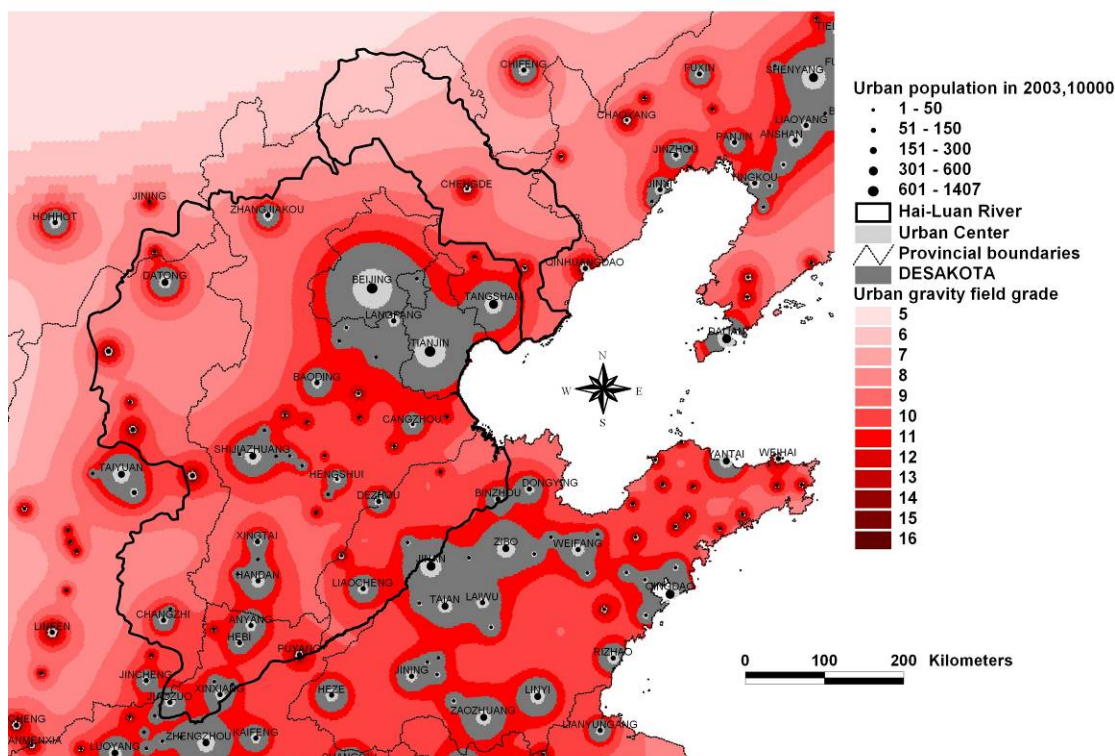 CHIFENG
FUXIN
SHENYANG
CHAOYANG
LIAOYANG
ANSHAN
PANJIN
JINZHOU
JINXI
YINGKOU
CHENGDE
JINING
HOHHOT
ZHANGJIAKOU
QINHUANGDAO
DATONG
BEIJING
TANGSHAN
LANGFANG
TIANJIN
DALIAN
BAODING
CANGZHOU
SHIJIAZHUANG
TAIYUAN
HENGSHUI
DEZHOU
BINZHOU
DONGYING
YANTAI
WEIHAI
XINGTAI
HANDAN
JINAN
ZIBO
WEIFANG
LIAOCHENG
TAIAN
LAIWU
QINGDAO
CHANGZHI
ANYANG
HEBI
LINFEN
PUYANG
JINCHENG
JIAOZUO
XINXIANG
JINING
HEZE
RIZHAO
LINYI
ZAOZHUANG
LIANYUNGANG
ZHENGZHOU
KAIFENG
LUOYANG
N
W
E
S
0 100 200 Kilometers
Urban population in 2003,10000
1 - 50
51 - 150
151 - 300
301 - 600
601 - 1407
Hai-Luan River
Urban Center
Provincial boundaries
DESAKOTA
Urban gravity field grade
5
6
7
8
9
10
11
12
13
14
15
16